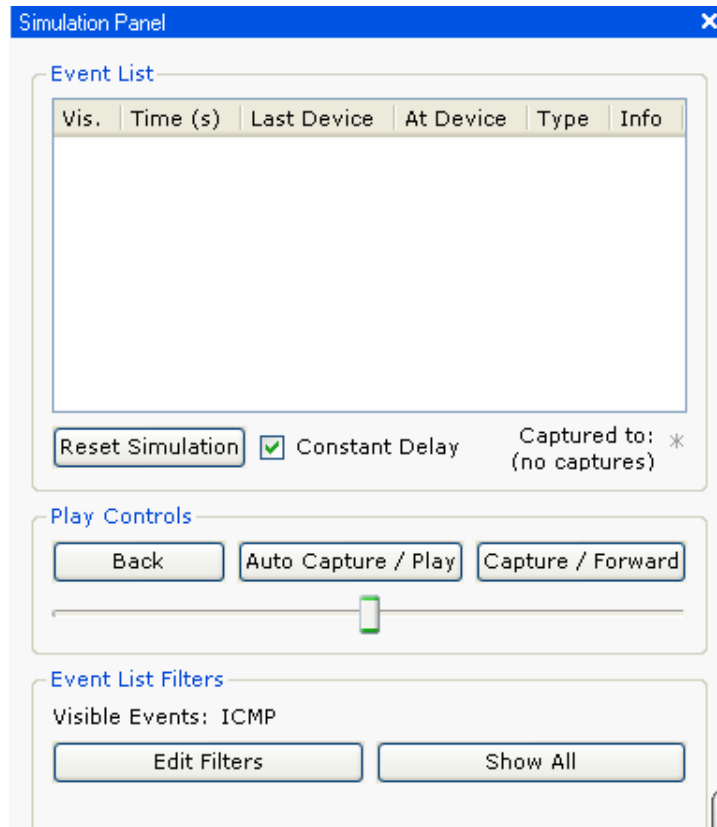 Simulation Panel
Event List
Vis. Time (s) Last Device At Device Type Info
Reset Simulation Constant Delay Captured to: *
(no captures)
Play Controls
Back Auto Capture / Play Capture / Forward
Event List Filters
Visible Events: ICMP
Edit Filters Show All